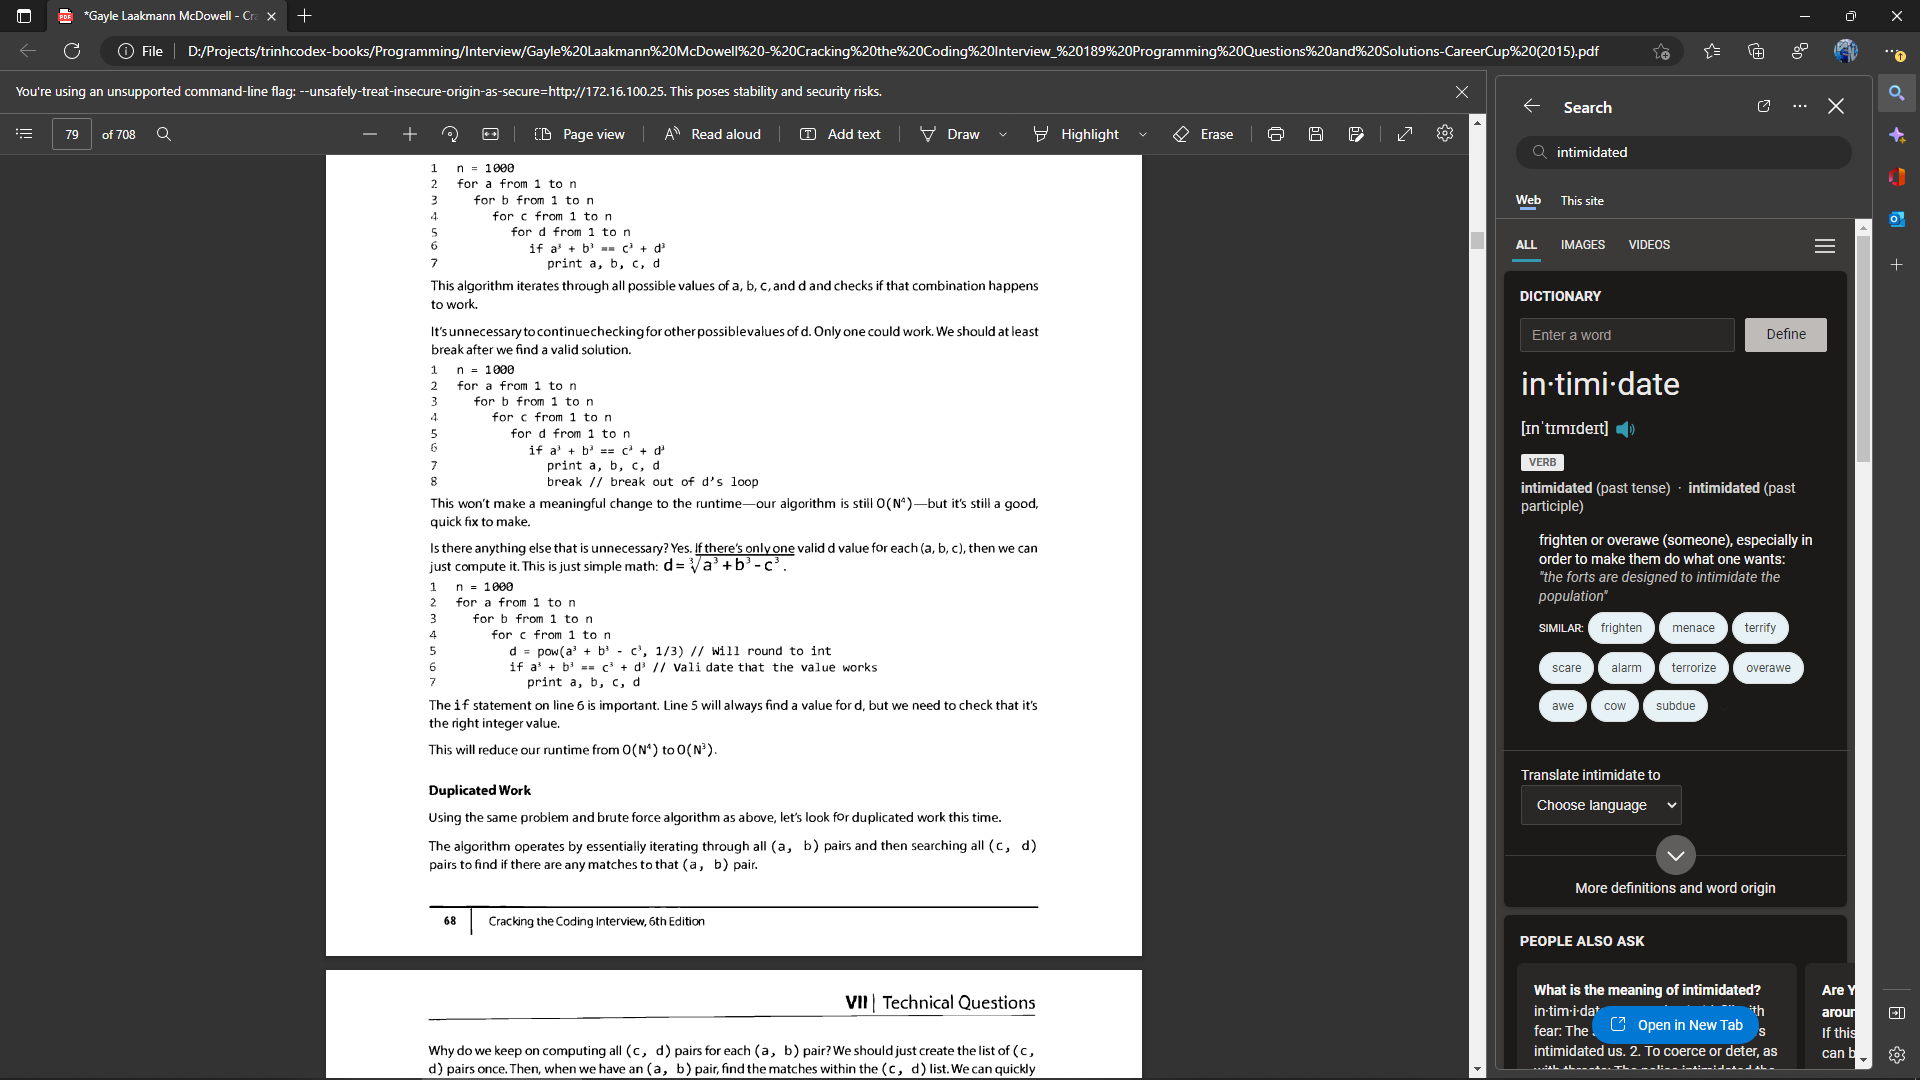 *Gayle Laakmann McDowell - Cra
File
D:/Projects/trinhcodex-books/Programming/Interview/Gayle%20Laakmann%20McDowell%20-%20Cracking%20the%20Coding%20Interview_%20189%20Programming%20Questions%20and%20Solutions-CareerCup%20(2015).pdf
You're using an unsupported command-line flag: --unsafely-treat-insecure-origin-as-secure=http://172.16.100.25. This poses stability and security risks.
79 of 708
Page view
Read aloud
Add text
Draw
Highlight
Erase
1 n = 1000
2 for a from 1 to n
3 for b from 1 to n
4 for c from 1 to n
5 for d from 1 to n
6 if a³ + b³ == c³ + d³
7 print a, b, c, d
This algorithm iterates through all possible values of a, b, c, and d and checks if that combination happens
to work.
It's unnecessary to continue checking for other possible values of d. Only one could work. We should at least
break after we find a valid solution.
1 n = 1000
2 for a from 1 to n
3 for b from 1 to n
4 for c from 1 to n
5 for d from 1 to n
6 if a³ + b³ == c³ + d³
7 print a, b, c, d
8 break // break out of d's loop
This won't make a meaningful change to the runtime—our algorithm is still O(N⁴)—but it's still a good,
quick fix to make.
Is there anything else that is unnecessary? Yes. If there's only one valid d value for each (a, b, c), then we can
just compute it. This is just simple math: d = ∛a³ + b³ - c³.
1 n = 1000
2 for a from 1 to n
3 for b from 1 to n
4 for c from 1 to n
5 d = pow(a³ + b³ - c³, 1/3) // Will round to int
6 if a³ + b³ == c³ + d³ // Validate that the value works
7 print a, b, c, d
The if statement on line 6 is important. Line 5 will always find a value for d, but we need to check that it's
the right integer value.
This will reduce our runtime from O(N⁴) to O(N³).
Duplicated Work
Using the same problem and brute force algorithm as above, let's look for duplicated work this time.
The algorithm operates by essentially iterating through all (a, b) pairs and then searching all (c, d)
pairs to find if there are any matches to that (a, b) pair.
68 Cracking the Coding Interview, 6th Edition
VII | Technical Questions
Why do we keep on computing all (c, d) pairs for each (a, b) pair? We should just create the list of (c,
d) pairs once. Then, when we have an (a, b) pair, find the matches within the (c, d) list. We can quickly
Search
intimidated
Web This site
ALL IMAGES VIDEOS
DICTIONARY
Enter a word
Define
in·timi·date
[ɪnˈtɪmɪdeɪt]
VERB
intimidated (past tense) · intimidated (past
participle)
frighten or overawe (someone), especially in
order to make them do what one wants:
"the forts are designed to intimidate the
population"
SIMILAR: frighten menace terrify
scare alarm terrorize overawe
awe cow subdue
Translate intimidate to
Choose language
More definitions and word origin
PEOPLE ALSO ASK
What is the meaning of intimidated?
in·tim·i·dat
fear: The
intimidated us. 2. To coerce or deter, as
Open in New Tab
Are Y
aroun
If this
can b